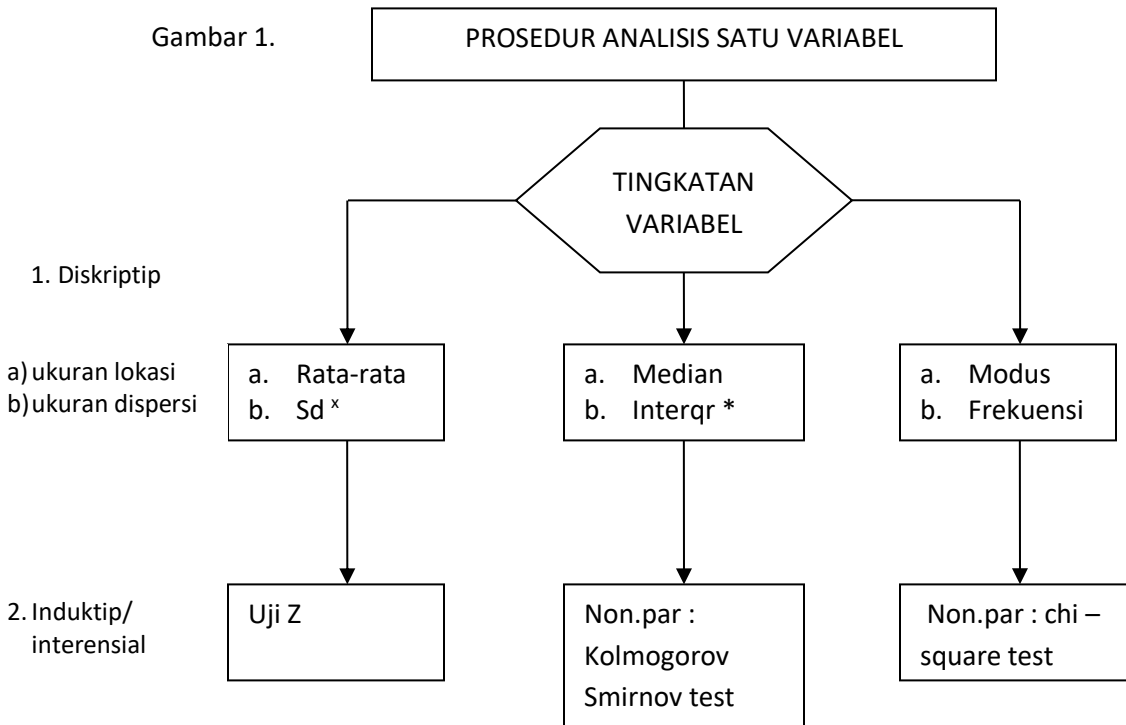 Gambar 1.
PROSEDUR ANALISIS SATU VARIABEL
TINGKATAN
VARIABEL
1. Diskriptip
a) ukuran lokasi
b) ukuran dispersi
a. Rata-rata
b. Sd ˣ
a. Median
b. Interqr *
a. Modus
b. Frekuensi
2. Induktip/
interensial
Uji Z
Non.par :
Kolmogorov
Smirnov test
Non.par : chi –
square test